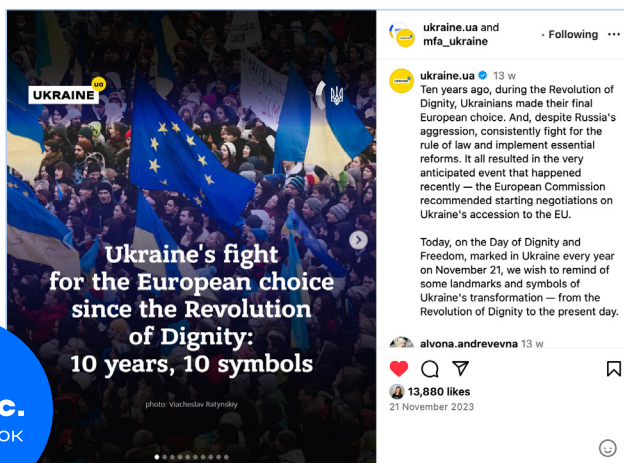 UKRAINE ua
Ukraine's fight
for the European choice
since the Revolution
of Dignity:
10 years, 10 symbols
photo: Viacheslav Ratynskiy
с.
ок
ukraine.ua and
mfa_ukraine
· Following ...
ukraine.ua 13 w
Ten years ago, during the Revolution of
Dignity, Ukrainians made their final
European choice. And, despite Russia's
aggression, consistently fight for the
rule of law and implement essential
reforms. It all resulted in the very
anticipated event that happened
recently — the European Commission
recommended starting negotiations on
Ukraine's accession to the EU.
Today, on the Day of Dignity and
Freedom, marked in Ukraine every year
on November 21, we wish to remind of
some landmarks and symbols of
Ukraine's transformation — from the
Revolution of Dignity to the present day.
alyona.andreyevna 13 w
13,880 likes
21 November 2023